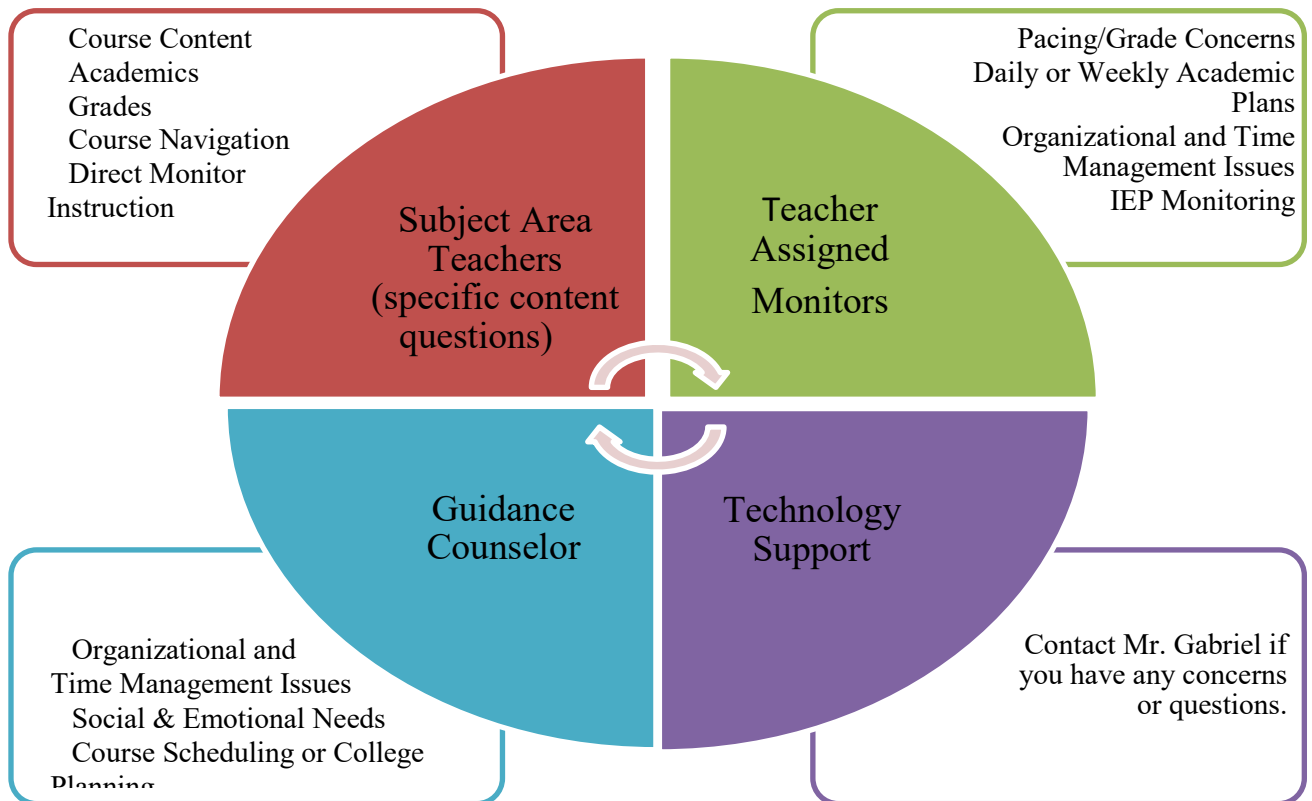 Course Content
Academics
Grades
Course Navigation
Direct Monitor
Instruction
Pacing/Grade Concerns
Daily or Weekly Academic
Plans
Organizational and Time
Management Issues
IEP Monitoring
Subject Area
Teachers
(specific content
questions)
Teacher
Assigned
Monitors
Guidance
Counselor
Technology
Support
Organizational and
Time Management Issues
Social & Emotional Needs
Course Scheduling or College
Planning
Contact Mr. Gabriel if
you have any concerns
or questions.